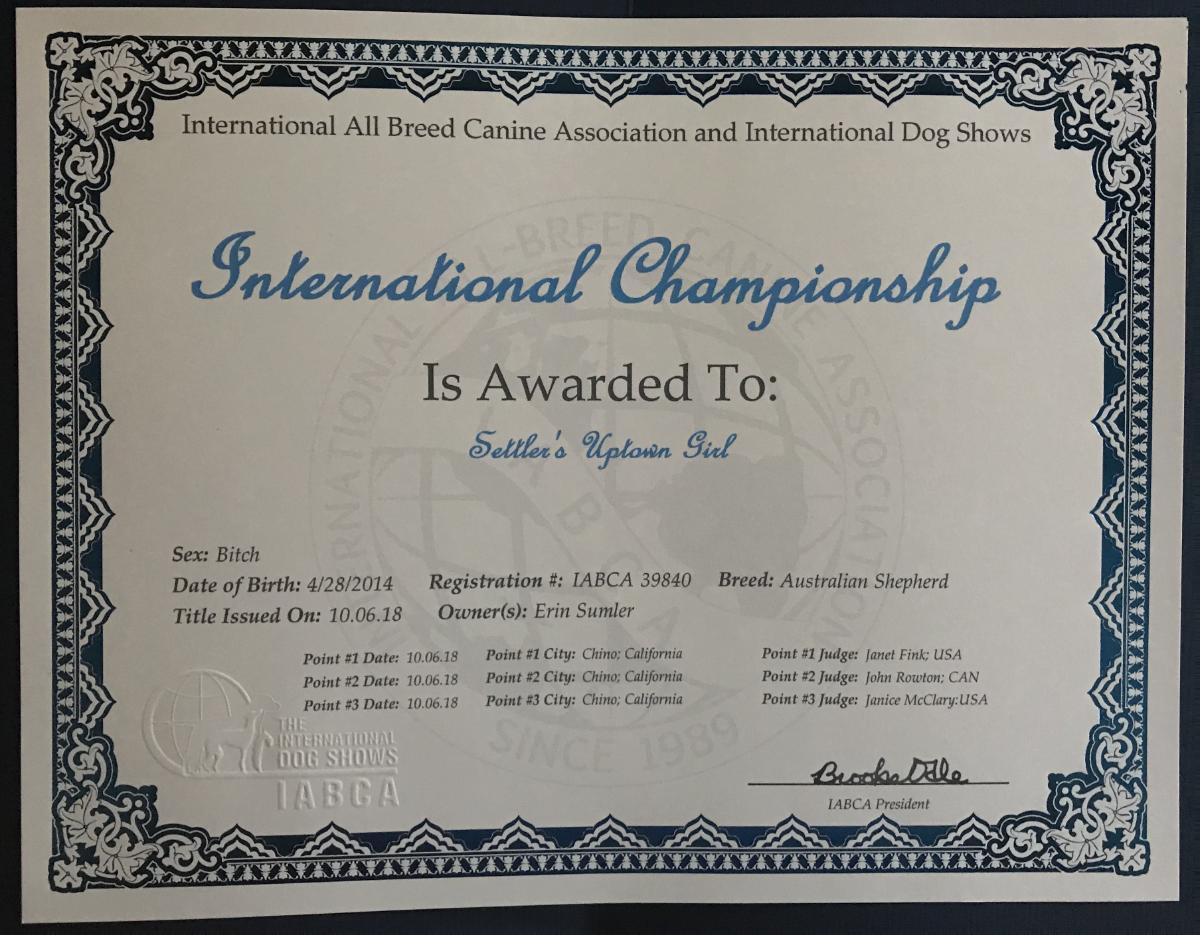 International All Breed Canine Association and International Dog Shows
INTERNATIONAL ALL BREED CANINE ASSOCIATION
International Championship
Is Awarded To:
Settler's Uptown Girl
I A B C A
Sex: Bitch
Date of Birth: 4/28/2014 Registration #: IABCA 39840 Breed: Australian Shepherd
Title Issued On: 10.06.18 Owner(s): Erin Sumler
Point #1 Date: 10.06.18 Point #1 City: Chino; California Point #1 Judge: Janet Fink; USA
Point #2 Date: 10.06.18 Point #2 City: Chino; California Point #2 Judge: John Rowton; CAN
Point #3 Date: 10.06.18 Point #3 City: Chino; California Point #3 Judge: Janice McClary:USA
SINCE 1989
THE
INTERNATIONAL
DOG SHOWS
IABCA
IABCA President